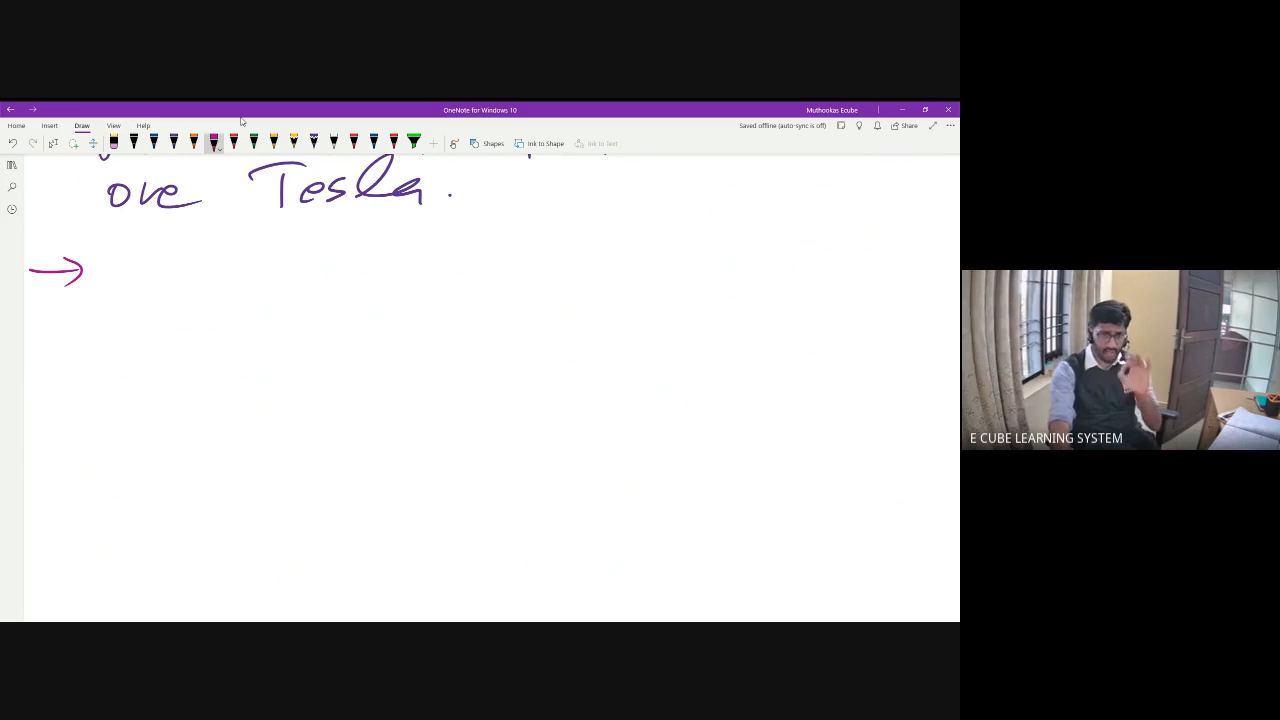 OneNote for Windows 10
Muthookas Ecube
Home Insert Draw View Help
Saved offline (auto-sync is off)
Share
Shapes
Ink to Shape
Ink to Text
ove Tesla.
→
E CUBE LEARNING SYSTEM